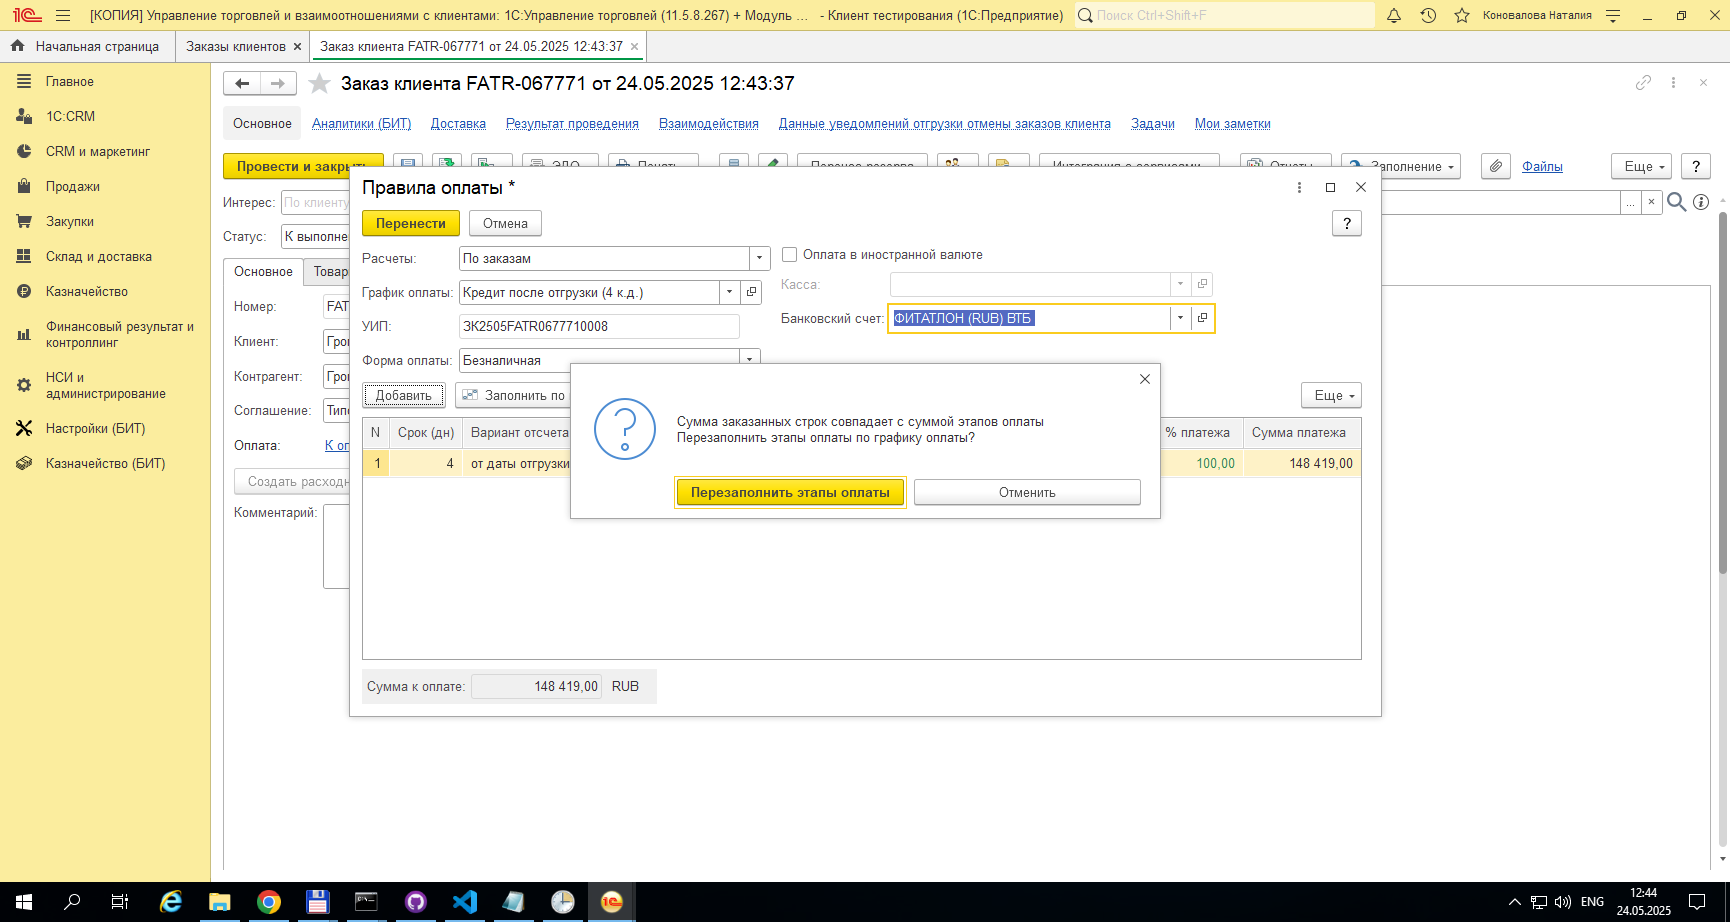 [КОПИЯ] Управление торговлей и взаимоотношениями с клиентами: 1С:Управление торговлей (11.5.8.267) + Модуль ... - Клиент тестирования (1С:Предприятие)
Поиск Ctrl+Shift+F
Коновалова Наталия
Начальная страница
Заказы клиентов ×
Заказ клиента FATR-067771 от 24.05.2025 12:43:37 ×
Главное
1С:CRM
CRM и маркетинг
Продажи
Закупки
Склад и доставка
Казначейство
Финансовый результат и
контроллинг
НСИ и
администрирование
Настройки (БИТ)
Казначейство (БИТ)
Заказ клиента FATR-067771 от 24.05.2025 12:43:37
Основное
Аналитики (БИТ)
Доставка
Результат проведения
Взаимодействия
Данные уведомлений отгрузки отмены заказов клиента
Задачи
Мои заметки
Провести и закрыть
ЭДО
Печать
Перенос резерва
Интеграция с сервисами
Отчеты
Заполнение
Файлы
Еще
?
Интерес:
По клиенту
...
×
Статус:
К выполне
Основное
Товар
Номер:
FAT
Клиент:
Гро
Контрагент:
Гро
Соглашение:
Типо
Оплата:
К оп
Создать расходн
Комментарий:
Правила оплаты *
Перенести
Отмена
?
Расчеты:
По заказам
Оплата в иностранной валюте
График оплаты:
Кредит после отгрузки (4 к.д.)
Касса:
УИП:
ЗК2505FATR0677710008
Банковский счет:
ФИТАТЛОН (RUB) ВТБ
Форма оплаты:
Безналичная
Добавить
Заполнить по
Еще
N
Срок (дн)
Вариант отсчета
% платежа
Сумма платежа
1
4
от даты отгрузки
100,00
148 419,00
Сумма заказанных строк совпадает с суммой этапов оплаты
Перезаполнить этапы оплаты по графику оплаты?
Перезаполнить этапы оплаты
Отменить
Сумма к оплате:
148 419,00
RUB
ENG
12:44
24.05.2025